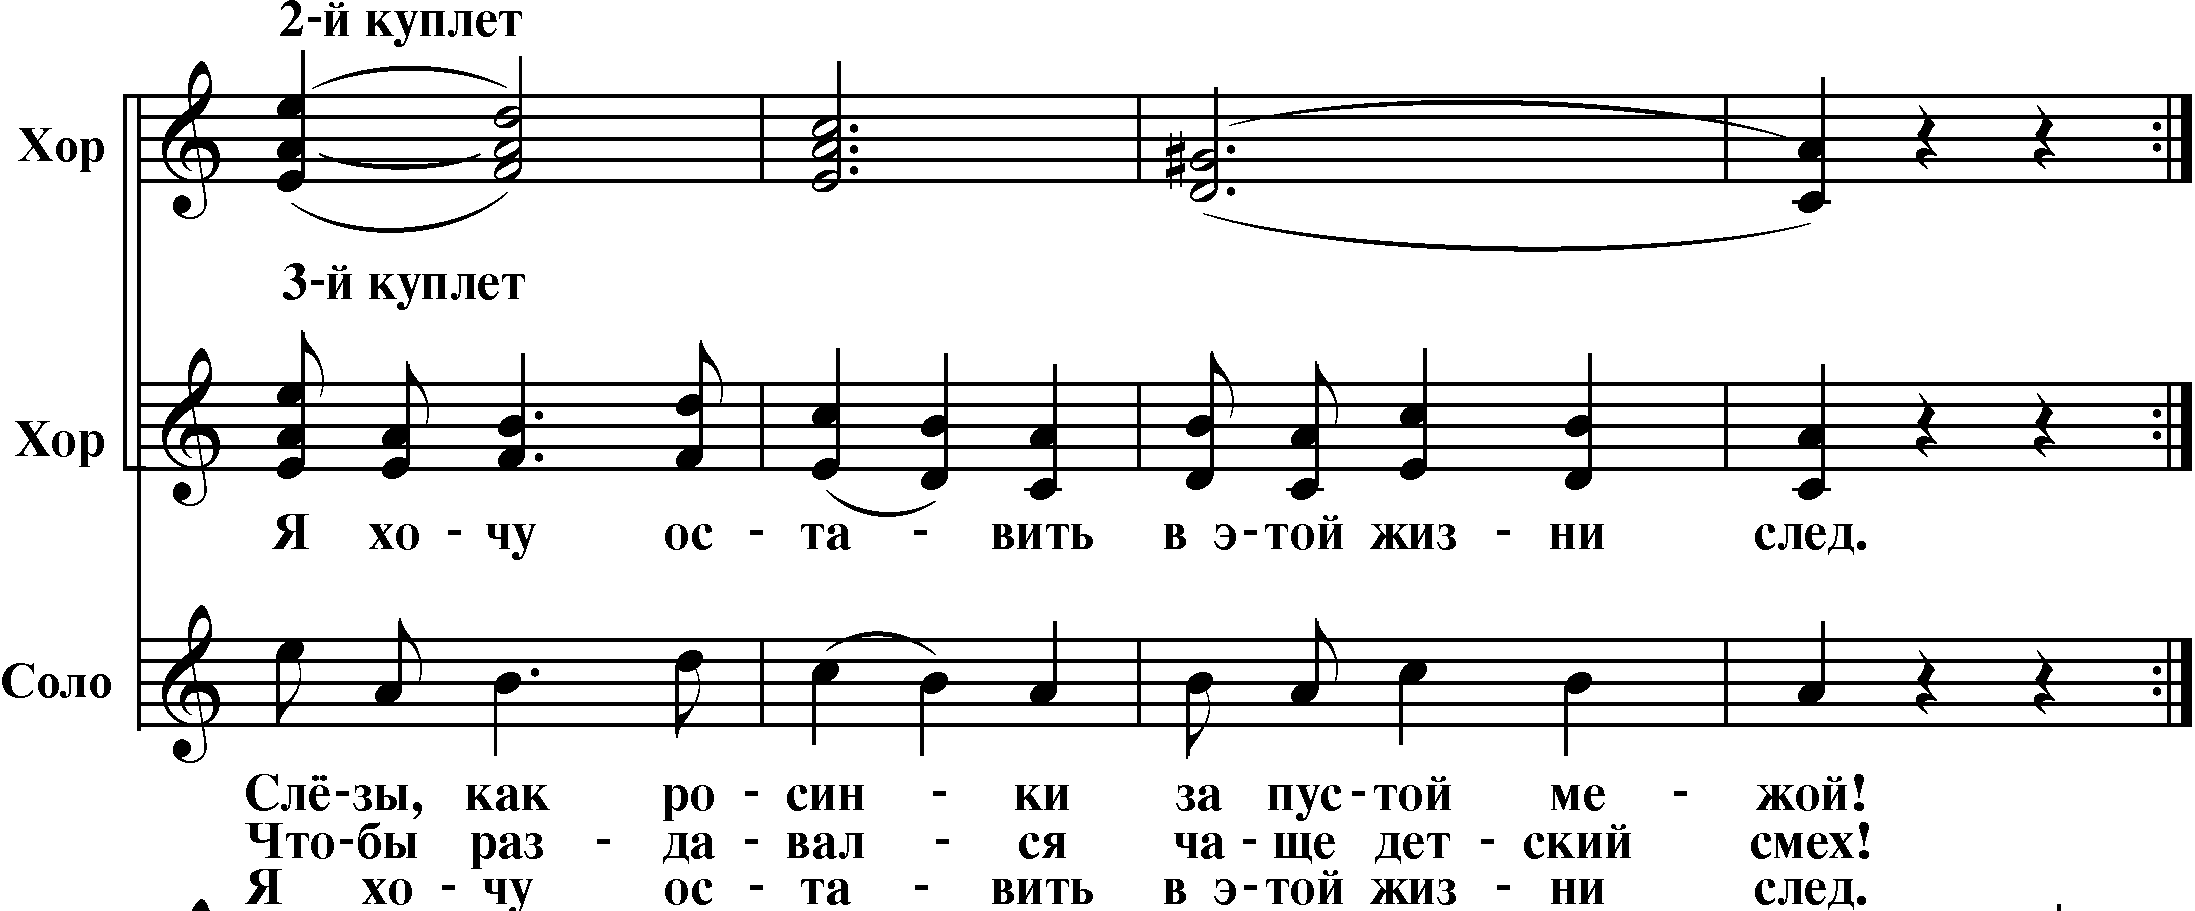 2-й куплет
Хор
3-й куплет
Хор
Я хо - чу ос - та - вить в э-той жиз - ни след.
Соло
Слё-зы, как ро - син - ки за пус-той ме - жой!
Что-бы раз - да - вал - ся ча - ще дет - ский смех!
Я хо - чу ос - та - вить в э-той жиз - ни след.